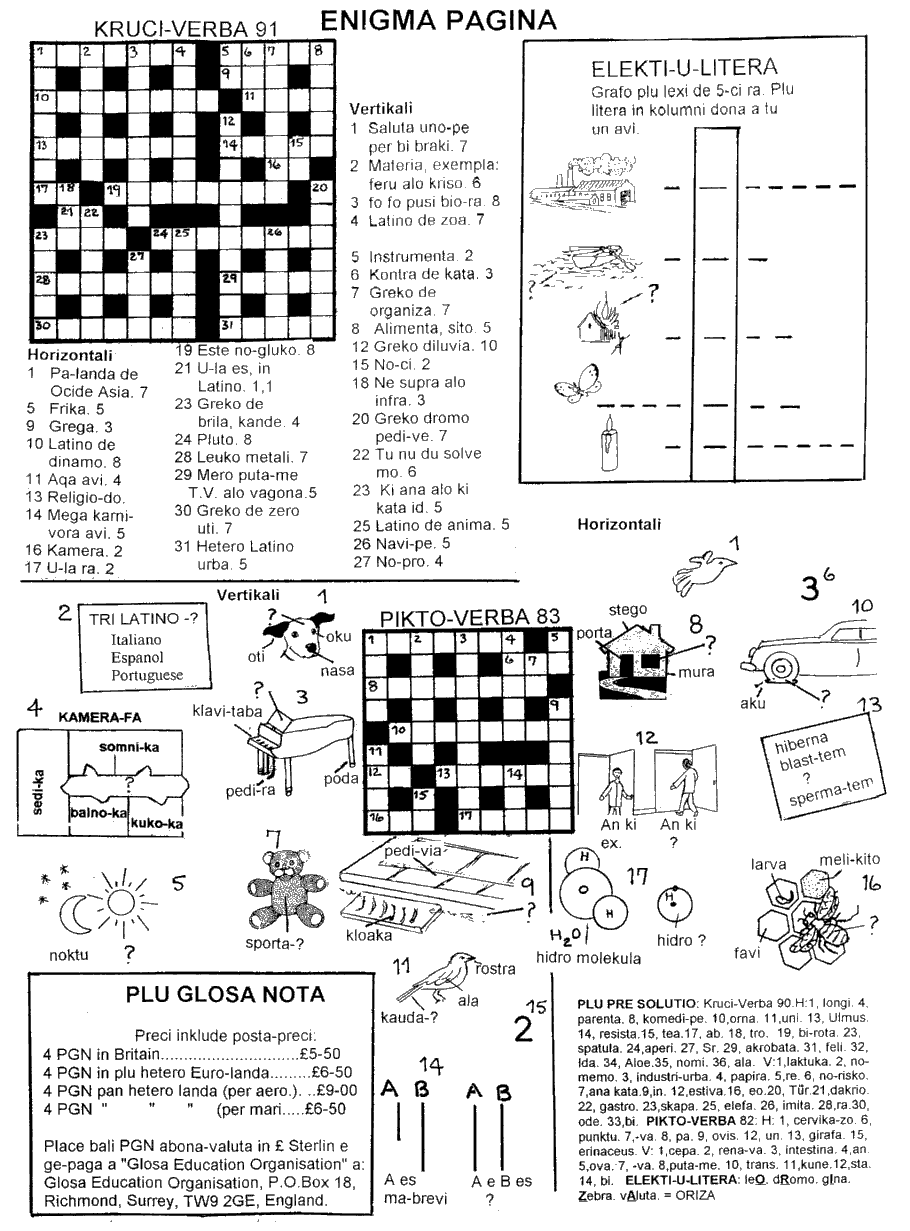 ENIGMA PAGINA
KRUCI-VERBA 91
1 2 3 4 5 6 7 8
9
10 11
12
13 14 15
16
17 18 19 20
21 22
23 24 25 26
27
28 29
30 31
Vertikali
1 Saluta uno-pe
per bi braki. 7
2 Materia, exempla:
feru alo kriso. 6
3 fo fo pusi bio-ra. 8
4 Latino de zoa. 7
5 Instrumenta. 2
6 Kontra de kata. 3
7 Greko de
organiza. 7
8 Alimenta, sito. 5
12 Greko diluvia. 10
15 No-ci. 2
18 Ne supra alo
infra. 3
20 Greko dromo
pedi-ve. 7
22 Tu nu du solve
mo. 6
23 Ki ana alo ki
kata id. 5
25 Latino de anima. 5
26 Navi-pe. 5
27 No-pro. 4
Horizontali
1 Pa-landa de
Ocide Asia. 7
5 Frika. 5
9 Grega. 3
10 Latino de
dinamo. 8
11 Aqa avi. 4
13 Religio-do.
14 Mega karni-
vora avi. 5
16 Kamera. 2
17 U-la ra. 2
19 Este no-gluko. 8
21 U-la es, in
Latino. 1,1
23 Greko de
brila, kande. 4
24 Pluto. 8
28 Leuko metali. 7
29 Mero puta-me
T.V. alo vagona.5
30 Greko de zero
uti. 7
31 Hetero Latino
urba. 5
ELEKTI-U-LITERA
Grafo plu lexi de 5-ci ra. Plu
litera in kolumni dona a tu
un avi.
? ?
Horizontali
1
3 6
8
stego
porta
?
mura
10
aku
?
12
An ki
ex.
An ki
?
13
hiberna
blast-tem
?
sperma-tem
larva
meli-kito
16
?
favi
17
H
H
H
H₂O
hidro molekula
hidro ?
Vertikali
1
?
oku
oti
nasa
2
TRI LATINO -?
Italiano
Espanol
Portuguese
?
3
klavi-taba
pedi-ra
poda
4
KAMERA-FA
somni-ka
sedi-ka
?
balno-ka
kuko-ka
5
noktu
?
7
sporta-?
pedi-via
9
kloaka
?
11
rostra
ala
kauda-?
14
A B A B
A es
ma-brevi
A e B es
?
2 15
PIKTO-VERBA 83
1 2 3 4 5
6 7
8
9
10
11
12 13 14
15
16 17
PLU GLOSA NOTA
Preci inklude posta-preci:
4 PGN in Britain..............................£5-50
4 PGN in plu hetero Euro-landa.........£6-50
4 PGN pan hetero landa (per aero.). ..£9-00
4 PGN " " " (per mari.....£6-50
Place bali PGN abona-valuta in £ Sterlin e
ge-paga a "Glosa Education Organisation" a:
Glosa Education Organisation, P.O.Box 18,
Richmond, Surrey, TW9 2GE, England.
PLU PRE SOLUTIO: Kruci-Verba 90.H:1, longi. 4,
parenta. 8, komedi-pe. 10,orna. 11,uni. 13, Ulmus.
14, resista.15, tea.17, ab. 18, tro. 19, bi-rota. 23,
spatula. 24,aperi. 27, Sr. 29, akrobata. 31, feli. 32,
Ida. 34, Aloe.35, nomi. 36, ala. V:1,laktuka. 2, no-
memo. 3, industri-urba. 4, papira. 5,re. 6, no-risko.
7,ana kata.9,in. 12,estiva.16, eo.20, Tür.21,dakrio.
22, gastro. 23,skapa. 25, elefa. 26, imita. 28,ra.30,
ode. 33,bi. PIKTO-VERBA 82: H: 1, cervika-zo. 6,
punktu. 7,-va. 8, pa. 9, ovis. 12, un. 13, girafa. 15,
erinaceus. V: 1,cepa. 2, rena-va. 3, intestina. 4,an.
5,ova. 7, -va. 8,puta-me. 10, trans. 11,kune.12,sta.
14, bi. ELEKTI-U-LITERA: leO. dRomo. gIna.
Zebra. vAluta. = ORIZA